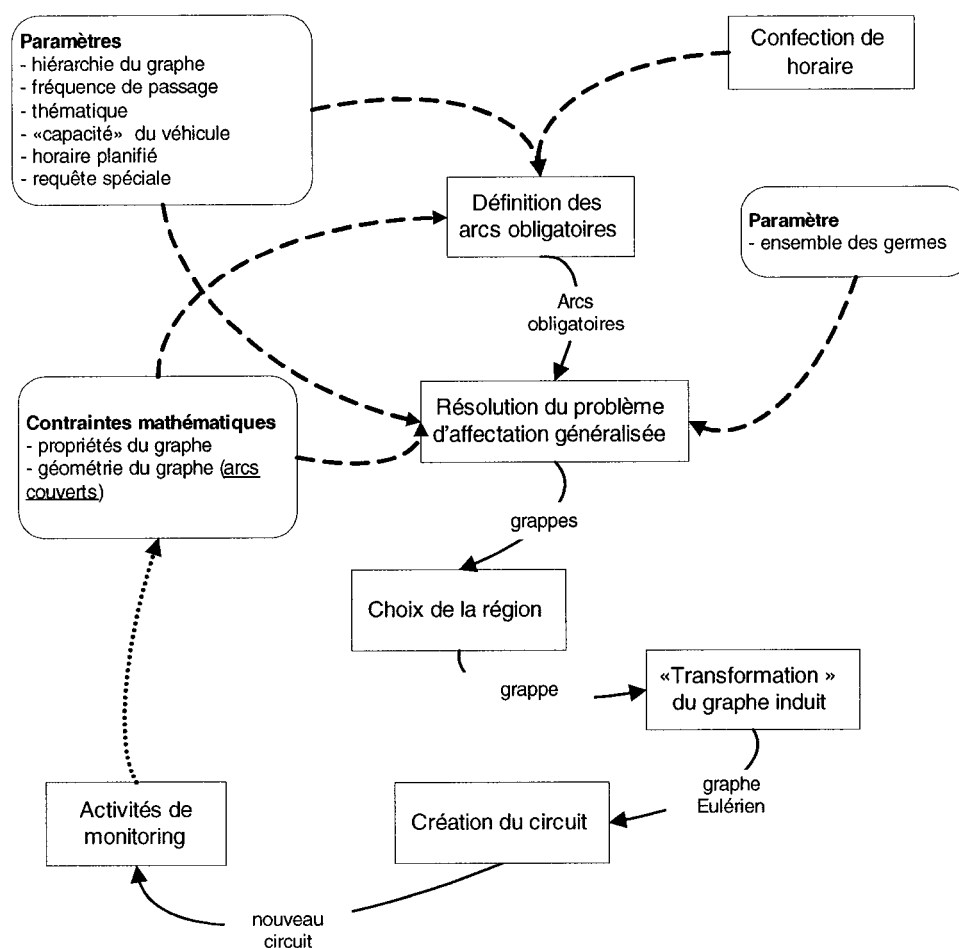 Paramètres
- hiérarchie du graphe
- fréquence de passage
- thématique
- «capacité» du véhicule
- horaire planifié
- requête spéciale
Confection de
horaire
Définition des
arcs obligatoires
Paramètre
- ensemble des germes
Arcs
obligatoires
Résolution du problème
d'affectation généralisée
Contraintes mathématiques
- propriétés du graphe
- géométrie du graphe (arcs
couverts)
grappes
Choix de la région
grappe
«Transformation »
du graphe induit
graphe
Eulérien
Création du circuit
Activités de
monitoring
nouveau
circuit